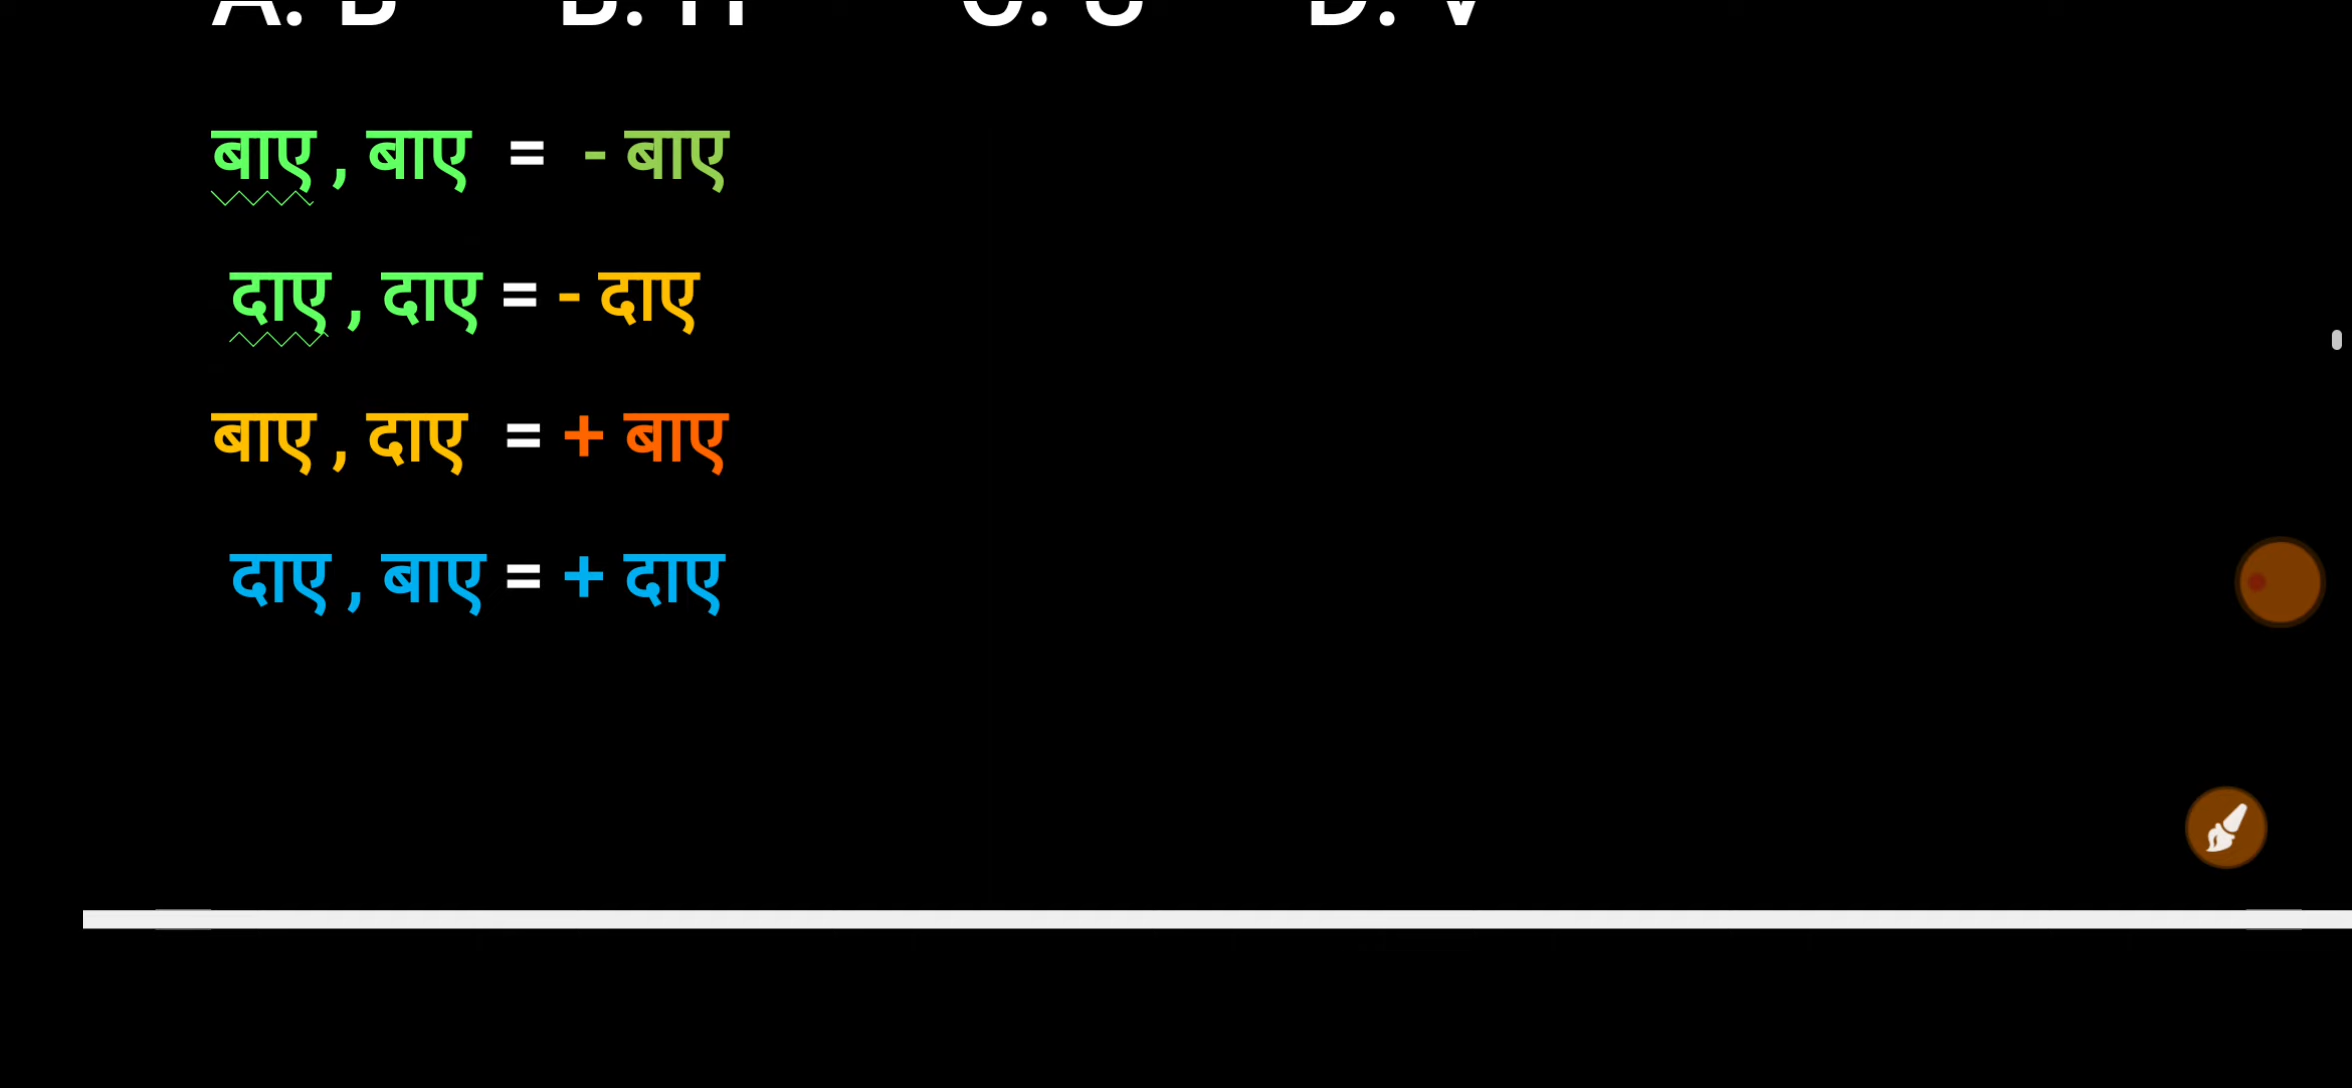 बाए , बाए = - बाए
दाए , दाए = - दाए
बाए , दाए = + बाए
दाए , बाए = + दाए